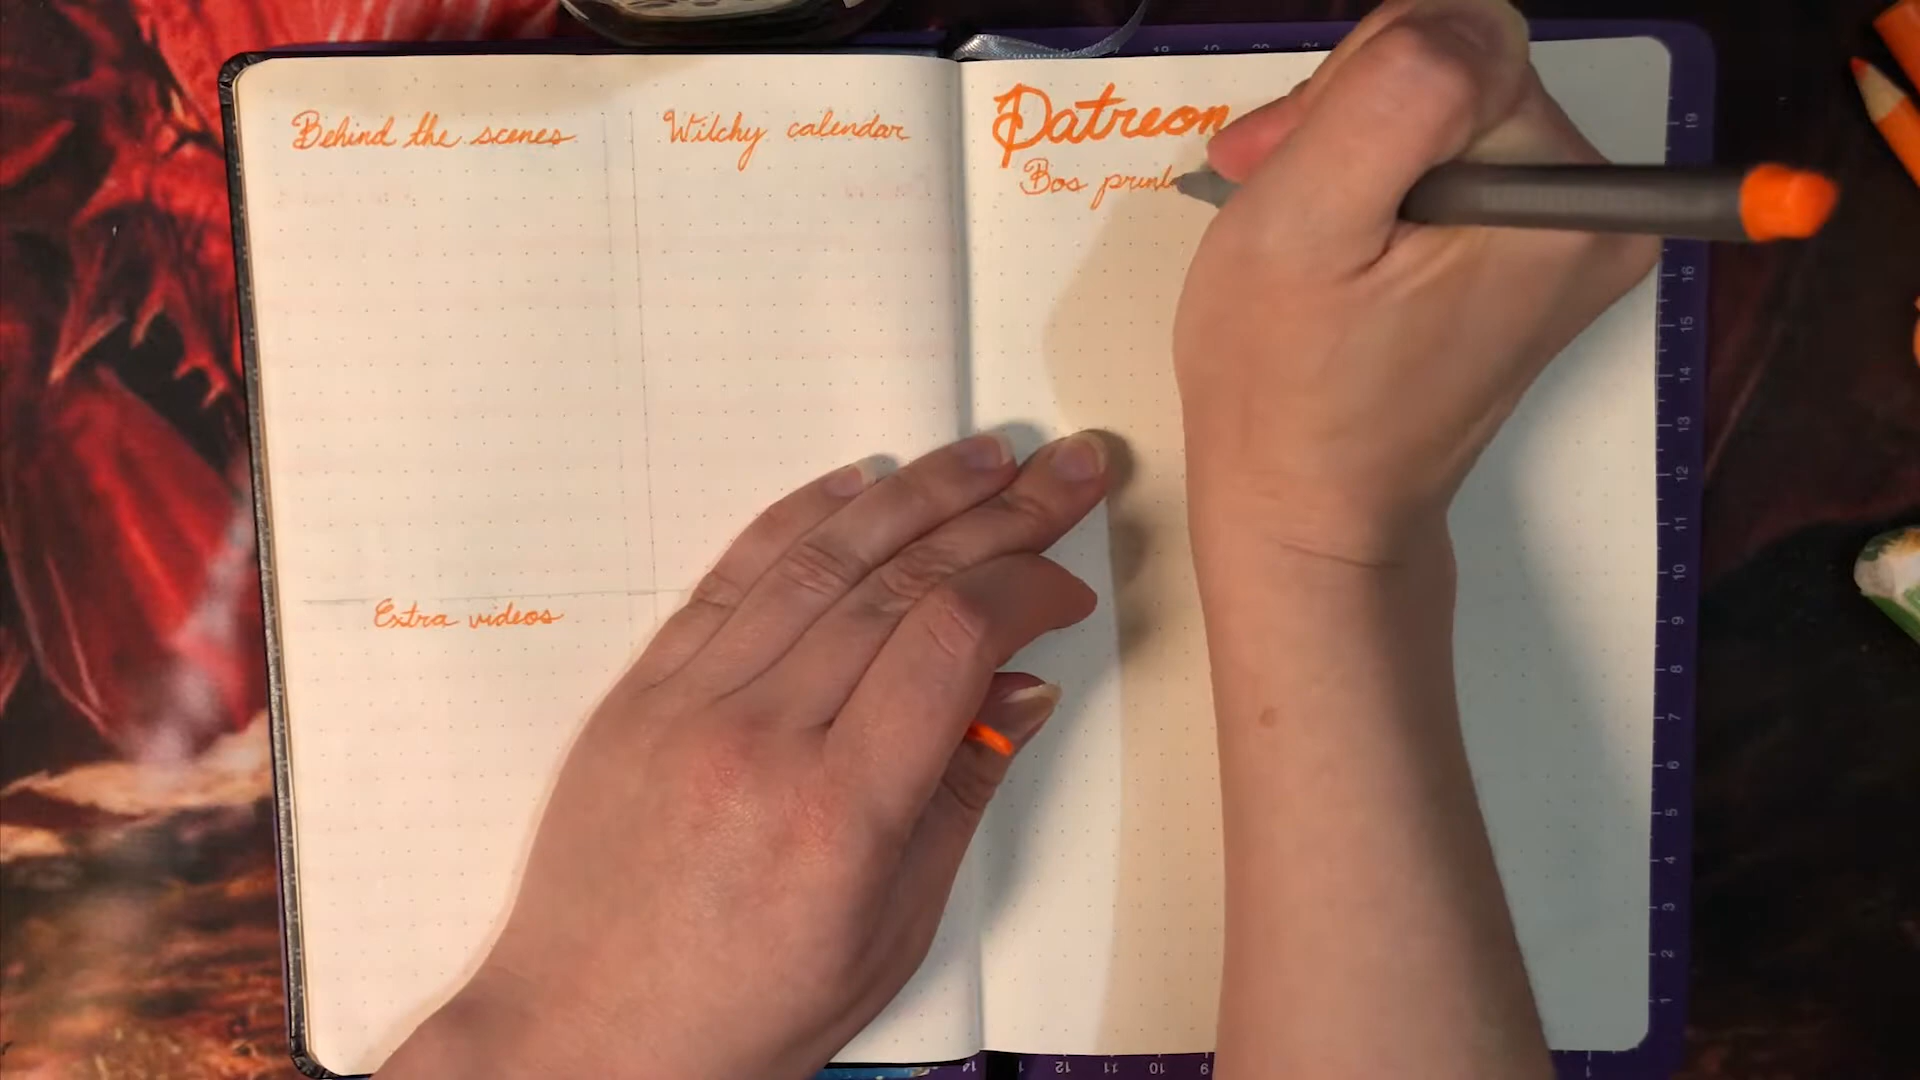 Behind the scenes
Witchy calendar
Extra videos
Patreon
Bos